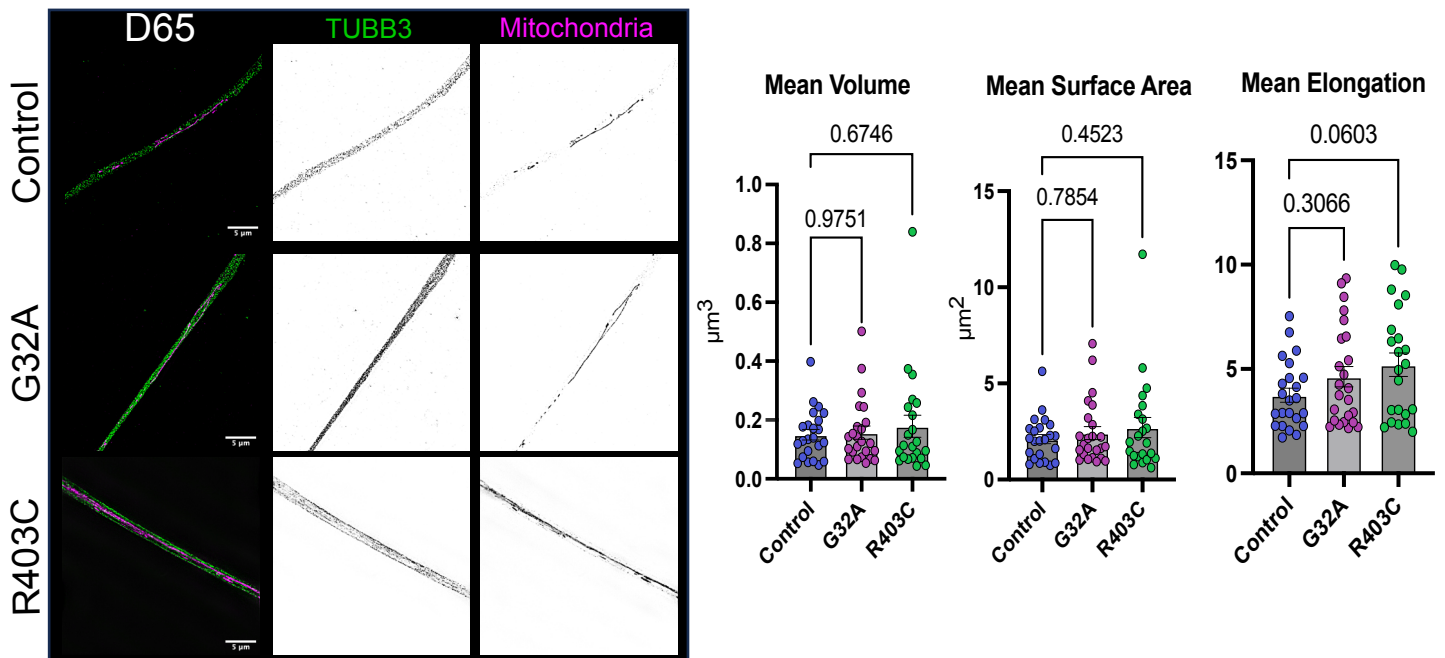 D65
TUBB3
Mitochondria
Control
5 µm
G32A
5 µm
R403C
5 µm
Mean Volume
0.6746
0.9751
µm³
1.0
0.8
0.6
0.4
0.2
0.0
Control
G32A
R403C
Mean Surface Area
0.4523
0.7854
µm²
15
10
5
0
Control
G32A
R403C
Mean Elongation
0.0603
0.3066
15
10
5
0
Control
G32A
R403C